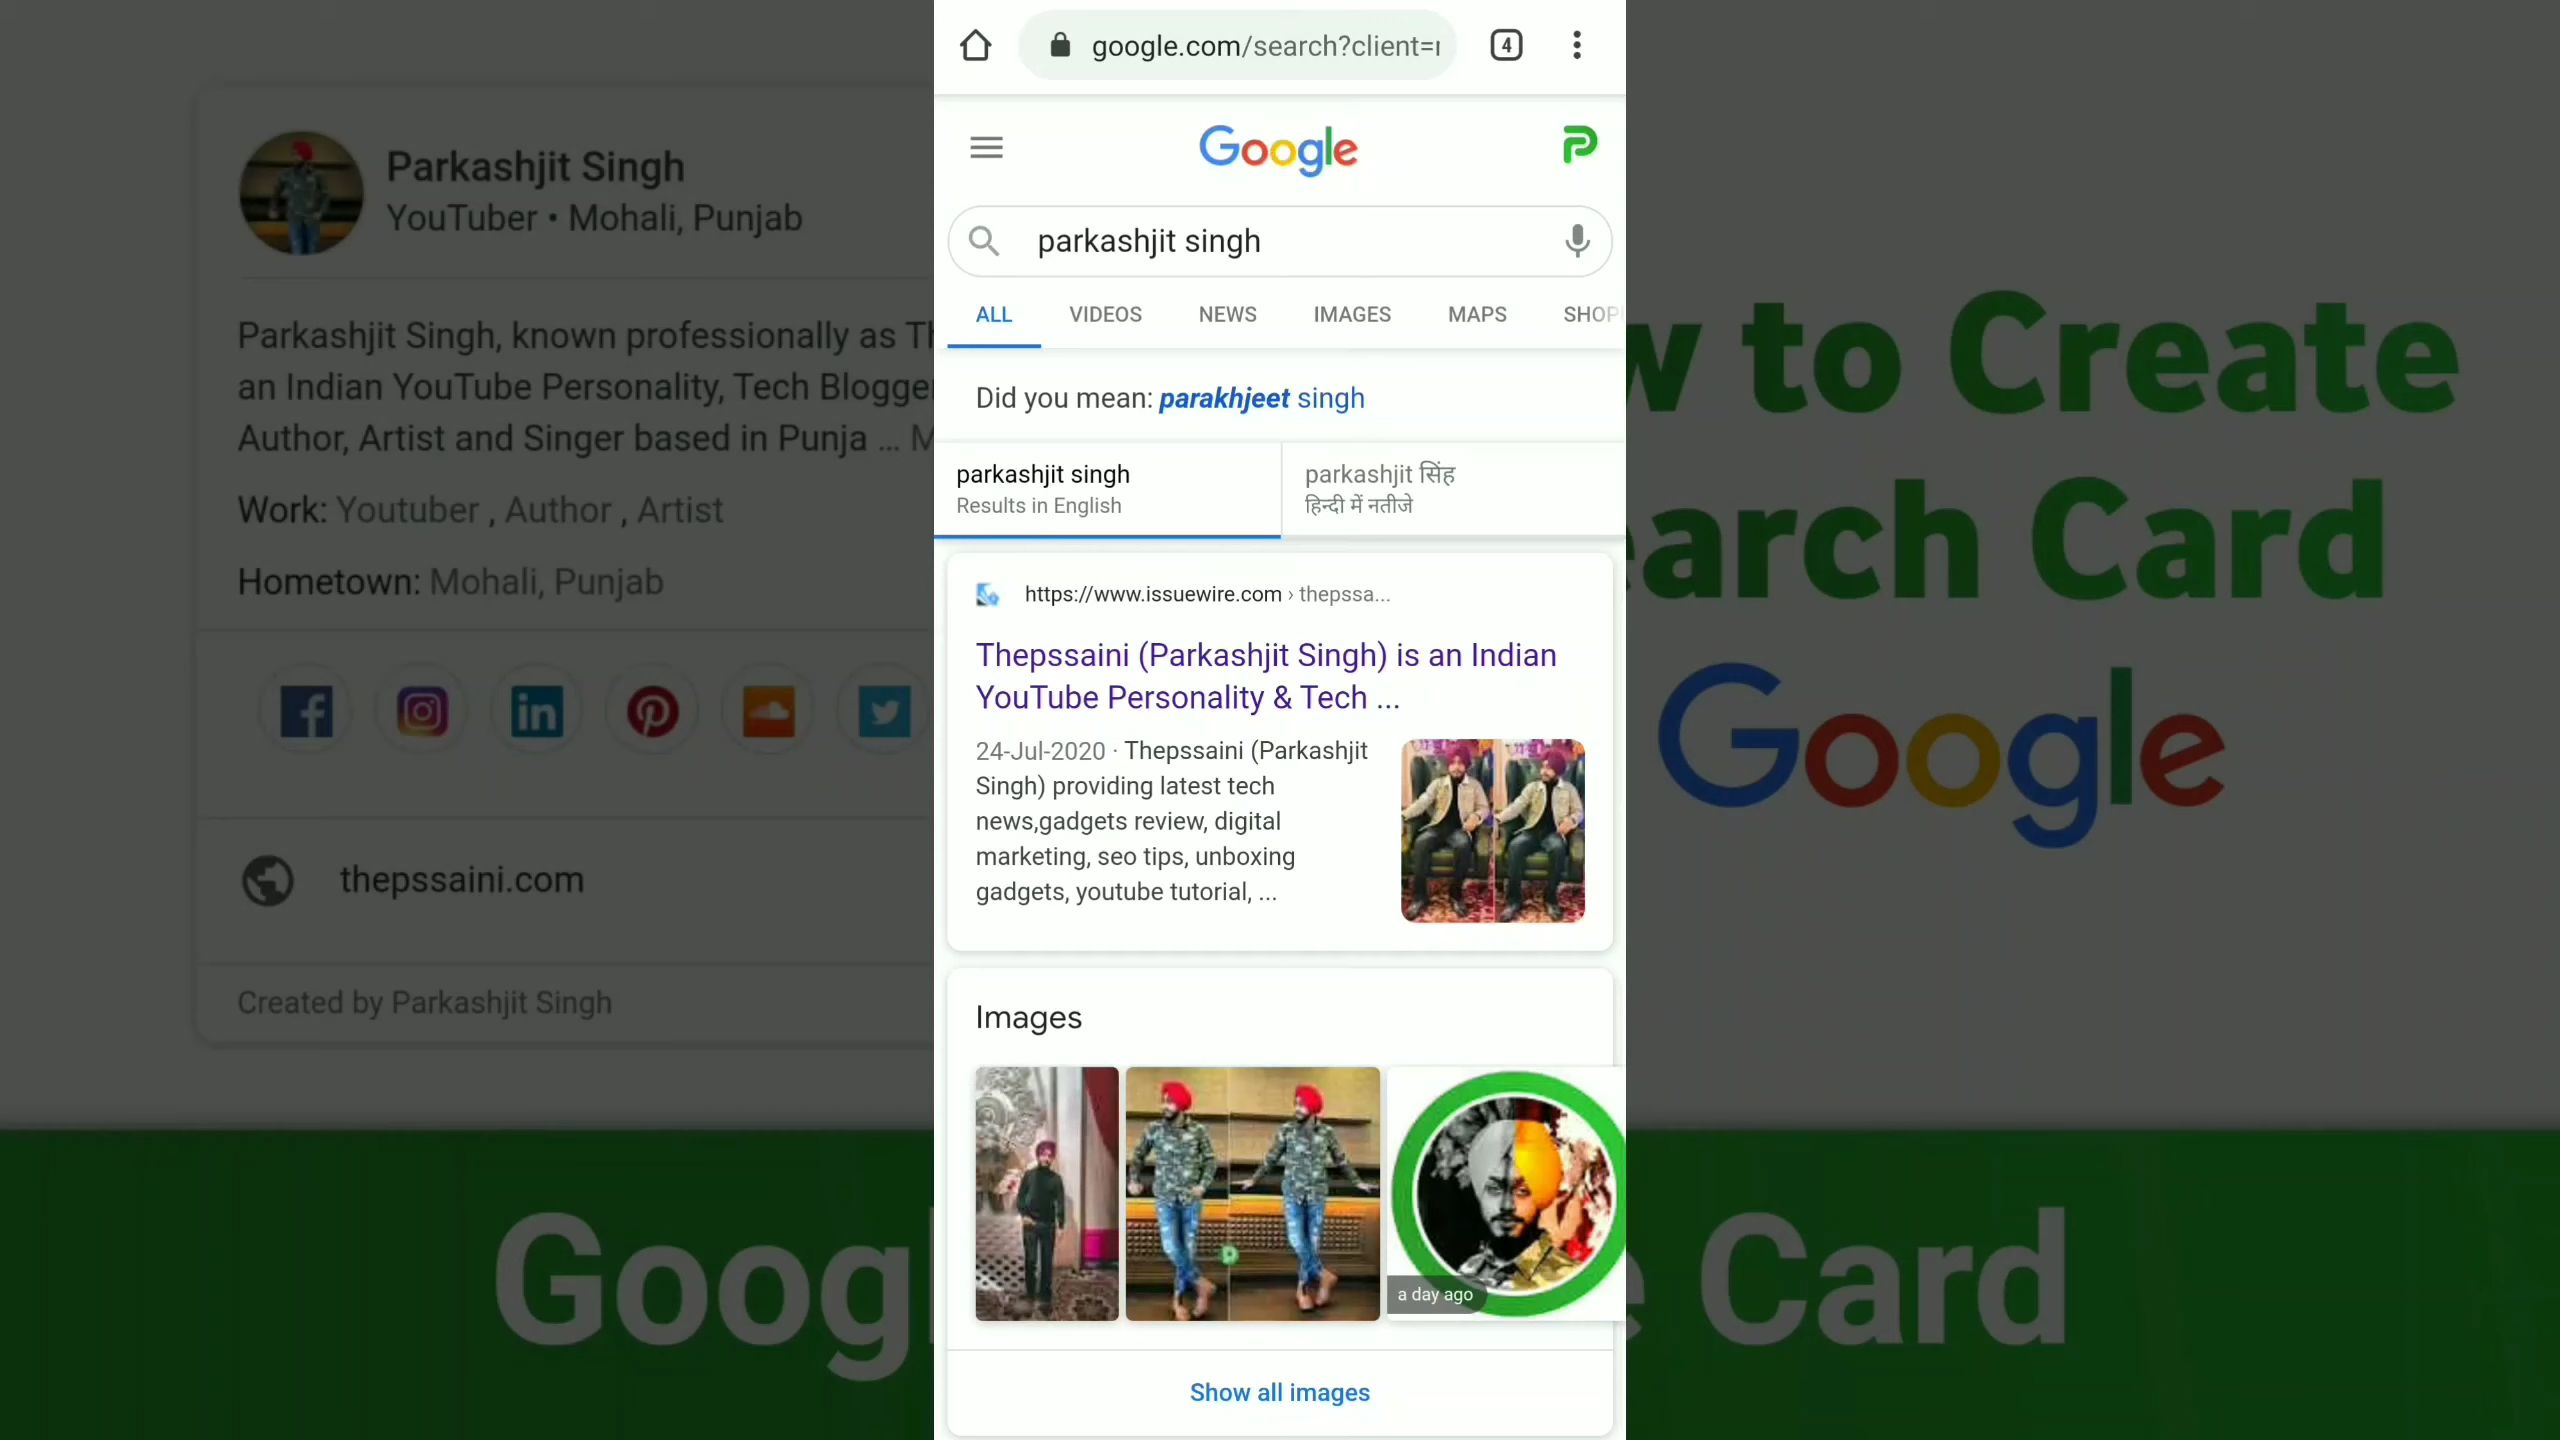 Parkashjit Singh
YouTuber • Mohali, Punjab
Parkashjit Singh, known professionally as
an Indian YouTube Personality, Tech
Author, Artist and Singer based in Punja ...
Work: Youtuber , Author , Artist
Hometown: Mohali, Punjab
thepssaini.com
Created by Parkashjit Singh
google.com/search?client=
4
Google
parkashjit singh
ALL VIDEOS NEWS IMAGES MAPS
Did you mean: parakhjeet singh
parkashjit singh
Results in English
parkashjit सिंह
हिन्दी में नतीजे
https://www.issuewire.com › thepssa...
Thepssaini (Parkashjit Singh) is an Indian
YouTube Personality & Tech ...
24-Jul-2020 · Thepssaini (Parkashjit
Singh) providing latest tech
news,gadgets review, digital
marketing, seo tips, unboxing
gadgets, youtube tutorial, ...
Images
a day ago
Show all images
to Create
Card
Google
Card